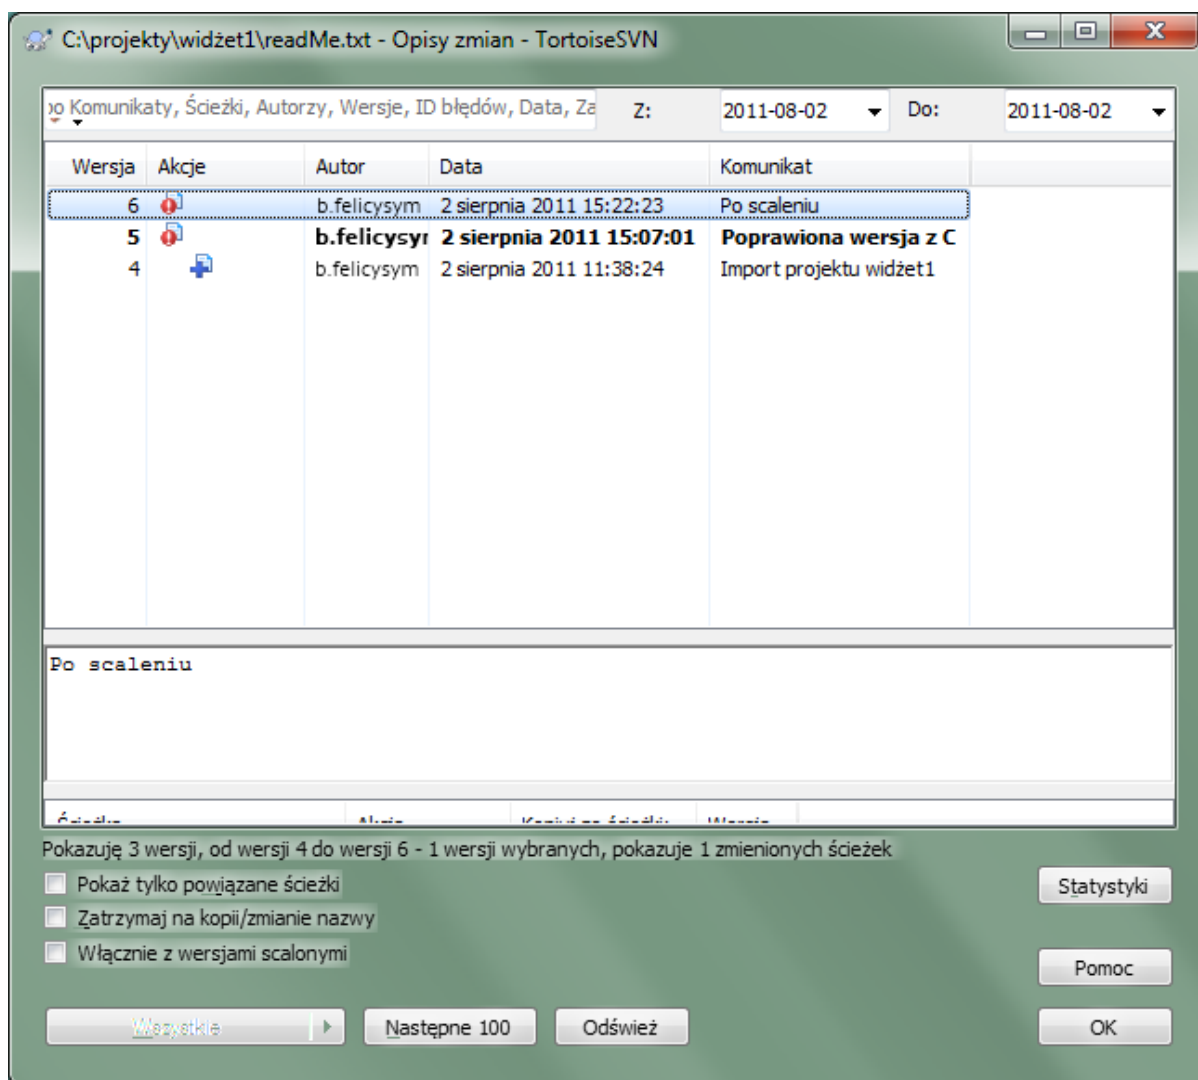 C:\projekty\widżet1\readMe.txt - Opisy zmian - TortoiseSVN
po Komunaty, Ścieżki, Autorzy, Wersje, ID błędów, Data, Za Z: 2011-08-02 Do: 2011-08-02
Wersja Akcje Autor Data Komunikat
6 b.felicysym 2 sierpnia 2011 15:22:23 Po scaleniu
5 b.felicysyr 2 sierpnia 2011 15:07:01 Poprawiona wersja z C
4 b.felicysym 2 sierpnia 2011 11:38:24 Import projektu widżet1
Po scaleniu
Pokazuję 3 wersji, od wersji 4 do wersji 6 - 1 wersji wybranych, pokazuje 1 zmienionych ścieżek
Pokaż tylko powiązane ścieżki
Statystyki
Zatrzymaj na kopii/zmianie nazwy
Włącznie z wersjami scalonymi
Pomoc
Wszystkie Następne 100 Odśwież OK